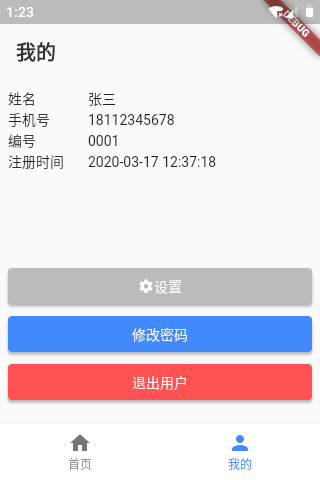 1:23
DEBUG
我的
姓名 张三
手机号 18112345678
编号 0001
注册时间 2020-03-17 12:37:18
设置
修改密码
退出用户
首页 我的